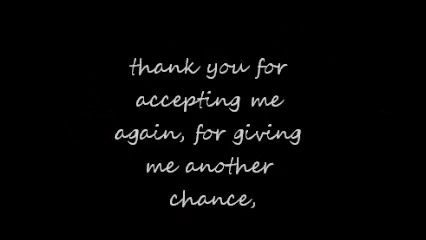 thank you for
accepting me
again, for giving
me another
chance,